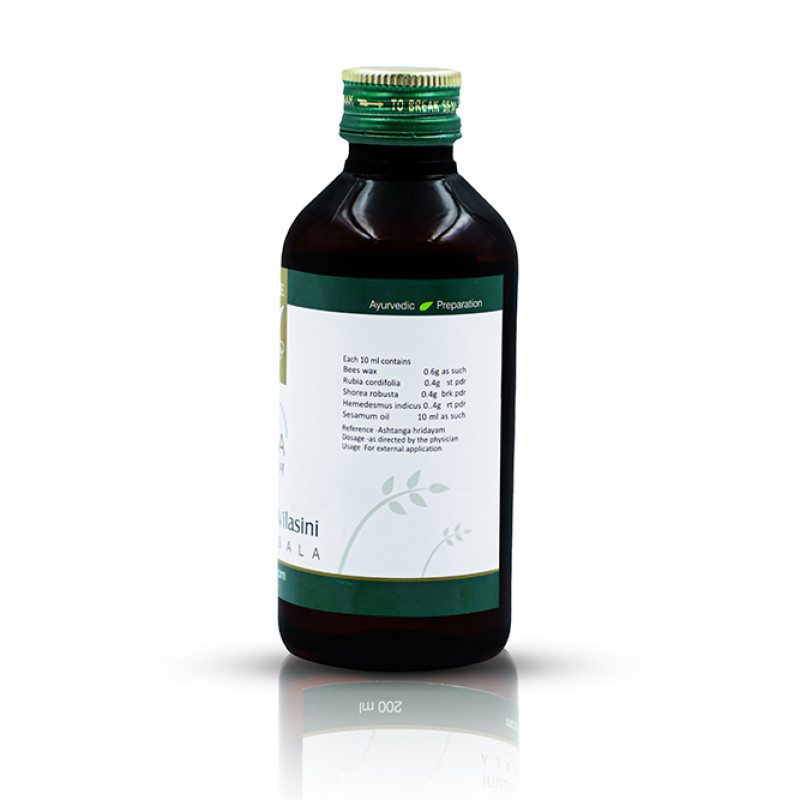 TO BREAK
Ayurvedic Preparation
Each 10 ml contains
Bees wax 0.6g as such
Rubia cordifolia 0.4g st pdr
Shorea robusta 0.4g brk pdr
Hemedesmus indicus 0..4g rt pdr
Sesamum oil 10 ml as such
Reference -Ashtanga hridayam
Dosage -as directed by the physician
Usage For external application
A
M
Vilasini
SALA
.com
200 ml